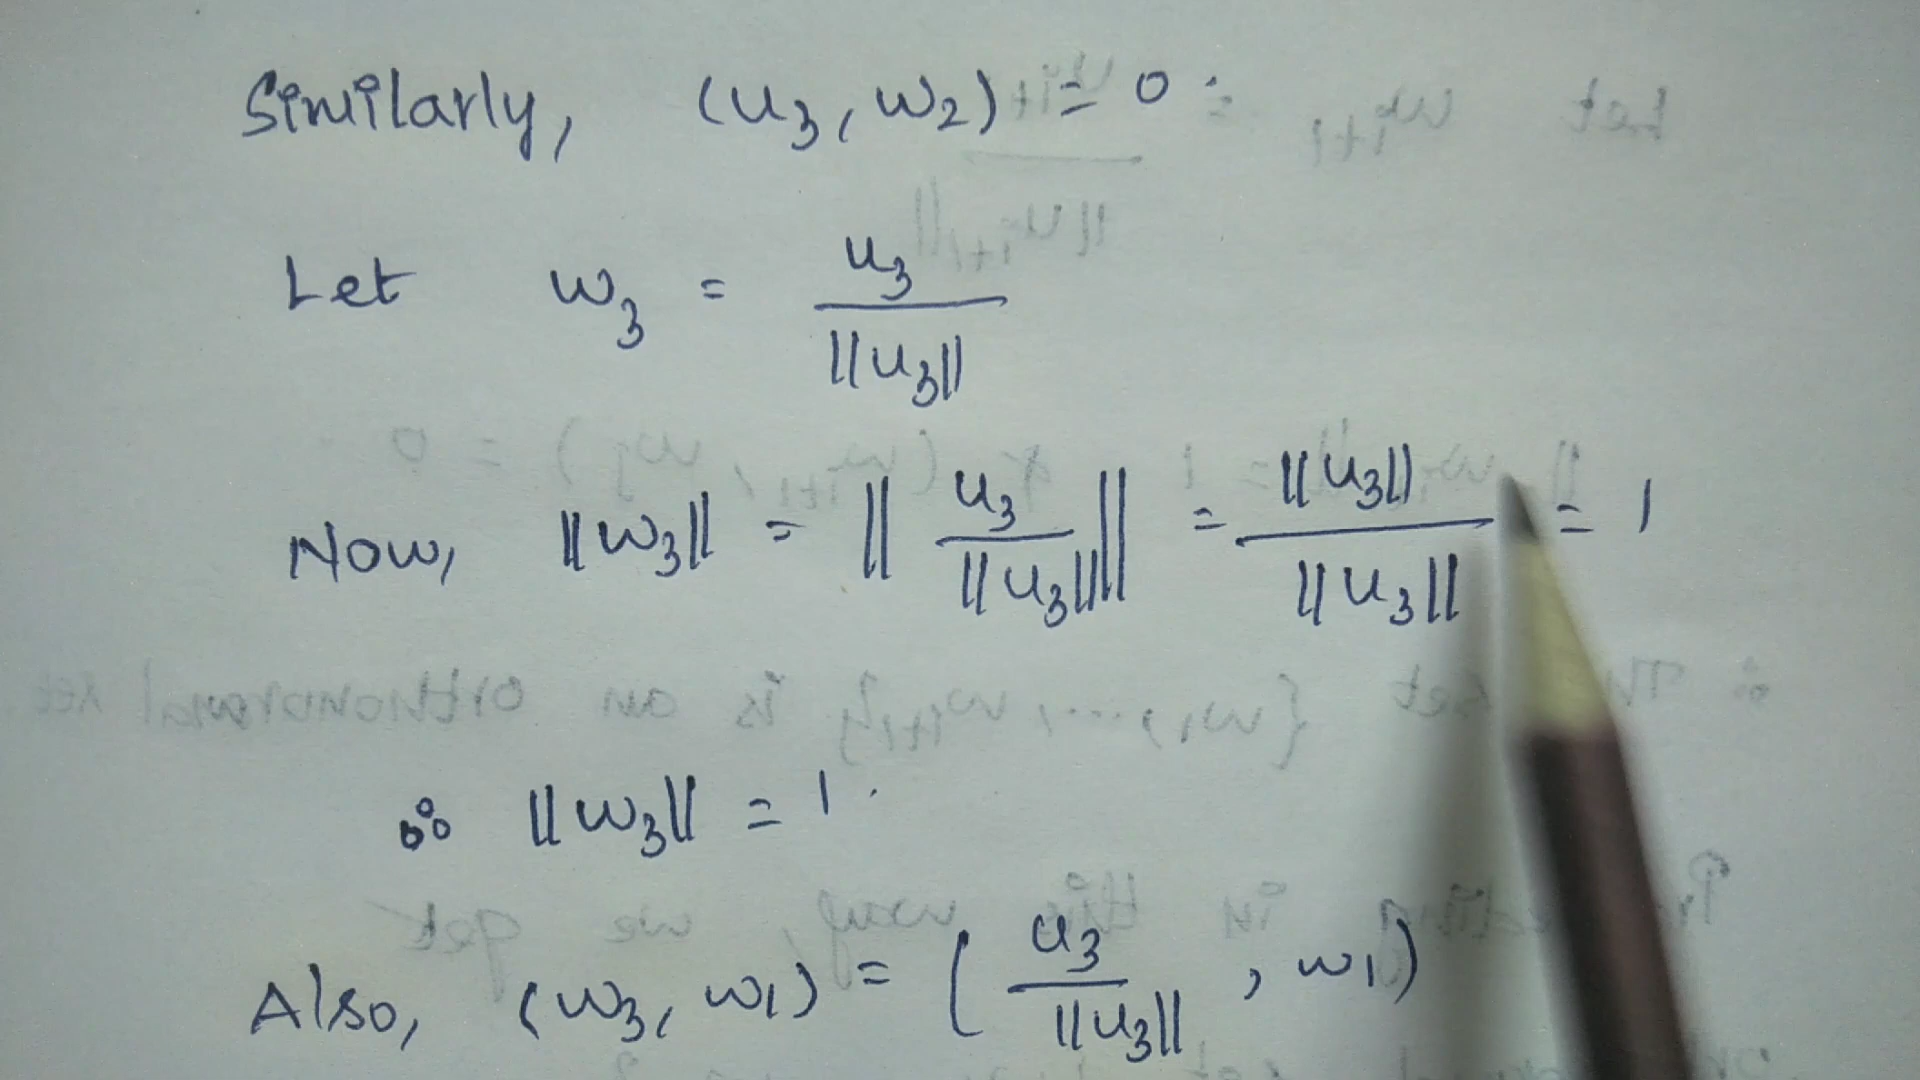 Similarly, (u₃, w₂) = 0.
Let w₃ = u₃ / ||u₃||
Now, ||w₃|| = || u₃ / ||u₃|| || = ||u₃|| / ||u₃|| = 1
∴ ||w₃|| = 1.
Also, (w₃, w₁) = ( u₃ / ||u₃|| , w₁)